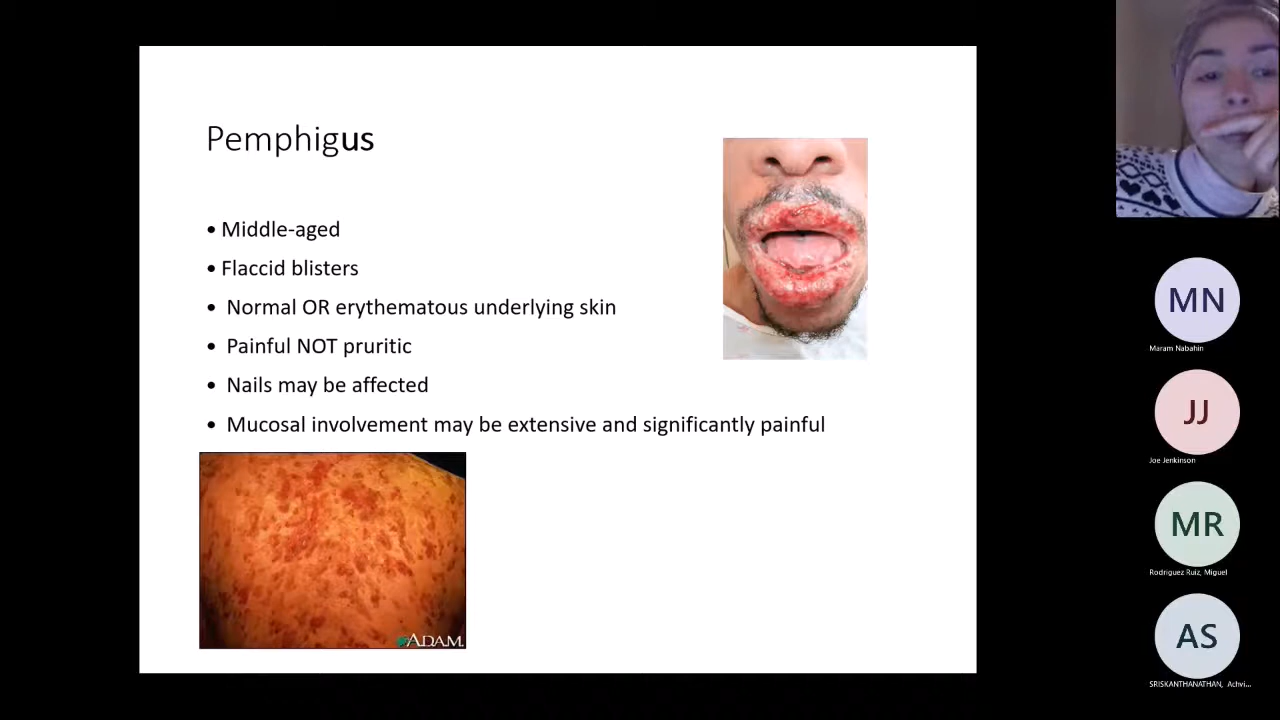 Pemphigus
• Middle-aged
• Flaccid blisters
• Normal OR erythematous underlying skin
• Painful NOT pruritic
• Nails may be affected
• Mucosal involvement may be extensive and significantly painful
ADAM.
MN
Maram Nabahin
JJ
Joe Jenkinson
MR
Rodriguez Ruiz, Miguel
AS
SRISKANTHANATHAN, Achvi...